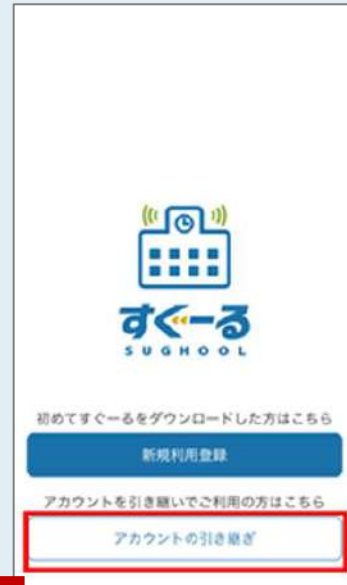 すぐーる
SUGHOOL
初めてすぐーるをダウンロードした方はこちら
新規利用登録
アカウントを引き継いでご利用の方はこちら
アカウントの引き継ぎ